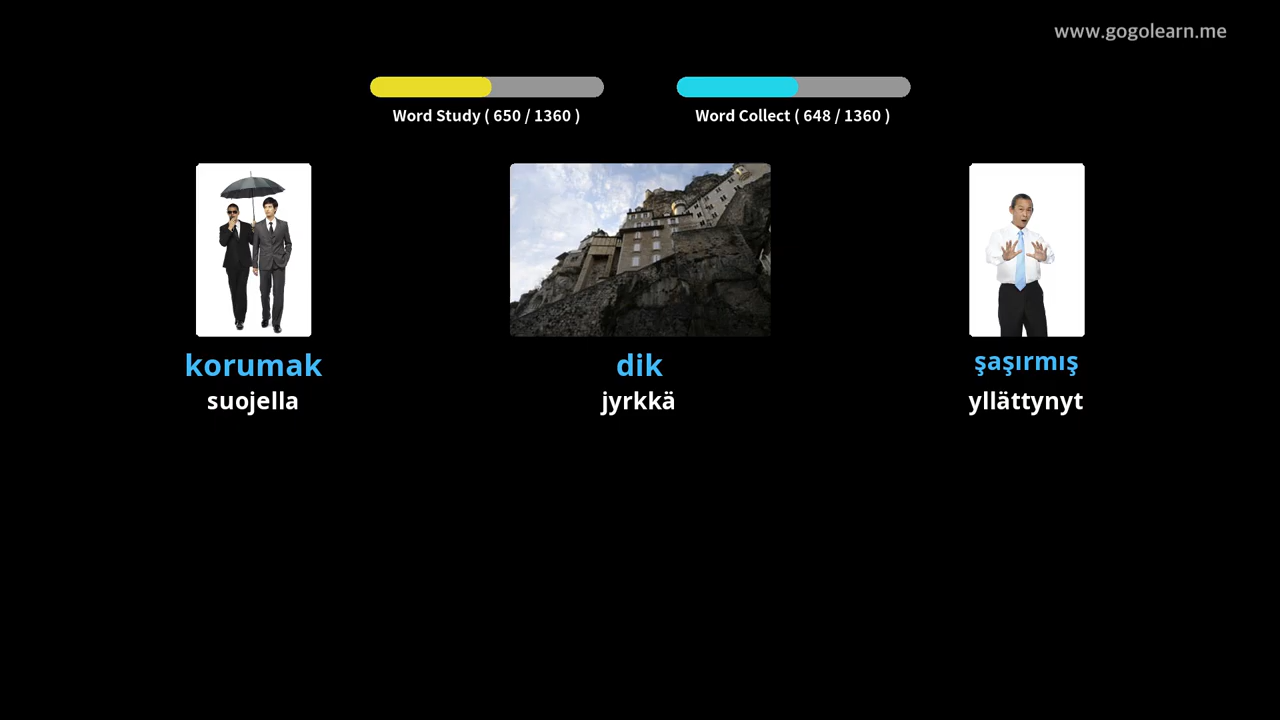 www.gogolearn.me
Word Study ( 650 / 1360 )
Word Collect ( 648 / 1360 )
korumak
suojella
dik
jyrkkä
şaşırmış
yllättynyt